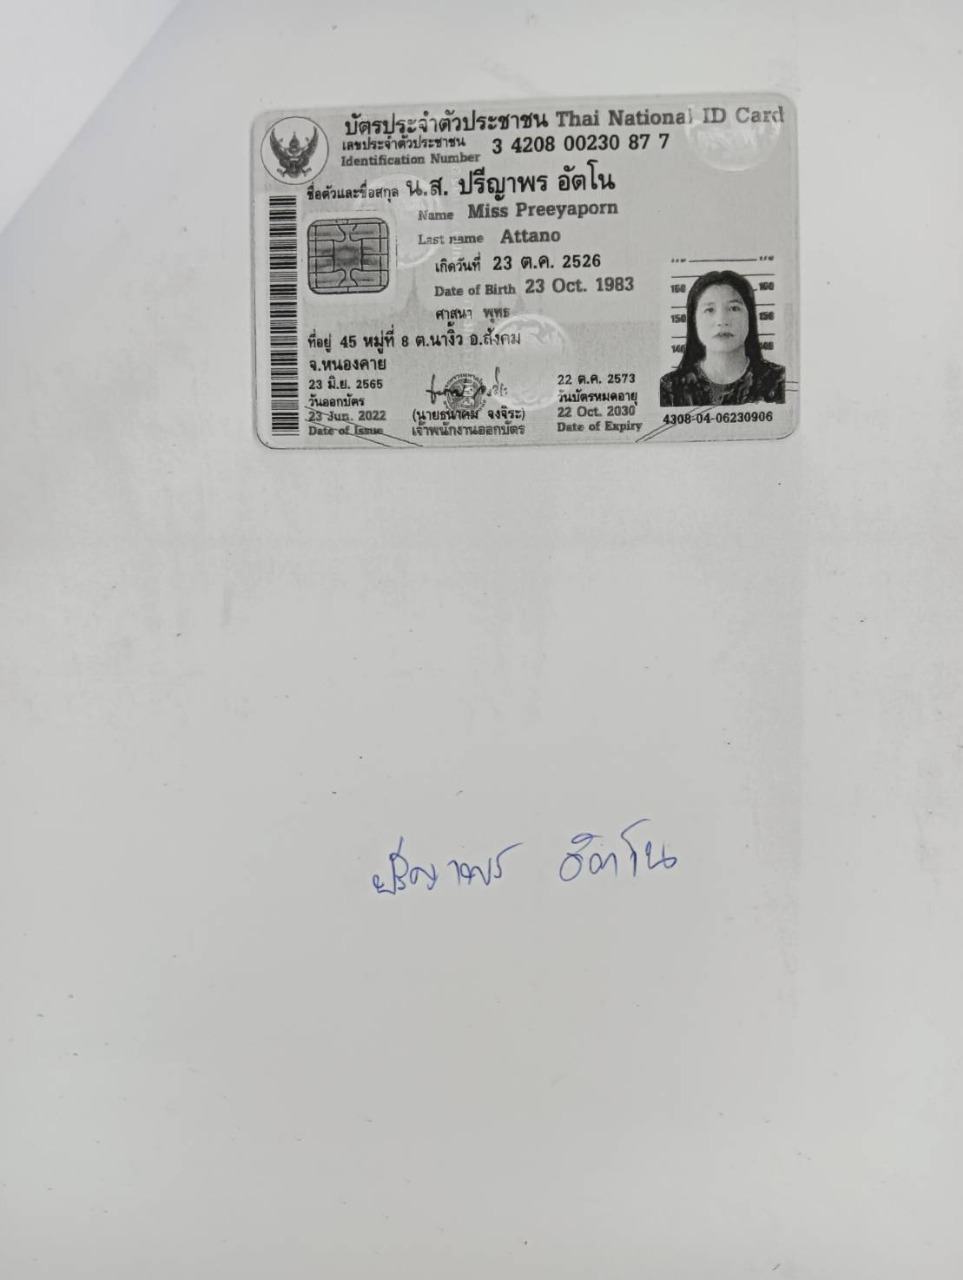 บัตรประจำตัวประชาชน Thai National ID Card
เลขประจำตัวประชาชน
Identification Number 3 4208 00230 87 7
ชื่อตัวและชื่อสกุล น.ส. ปรีญาพร อัตโน
Name Miss Preeyaporn
Last name Attano
เกิดวันที่ 23 ต.ค. 2526
Date of Birth 23 Oct. 1983
ศาสนา พุทธ
ที่อยู่ 45 หมู่ที่ 8 ต.นางิ้ว อ.สังคม
จ.หนองคาย
160 160
150 150
140
23 มิ.ย. 2565
วันออกบัตร
23 Jun. 2022
Date of Issue
(นายธนาคม จงจิระ)
เจ้าพนักงานออกบัตร
22 ต.ค. 2573
วันบัตรหมดอายุ
22 Oct. 2030
Date of Expiry
4308-04-06230906
ปรีญาพร อัตโน